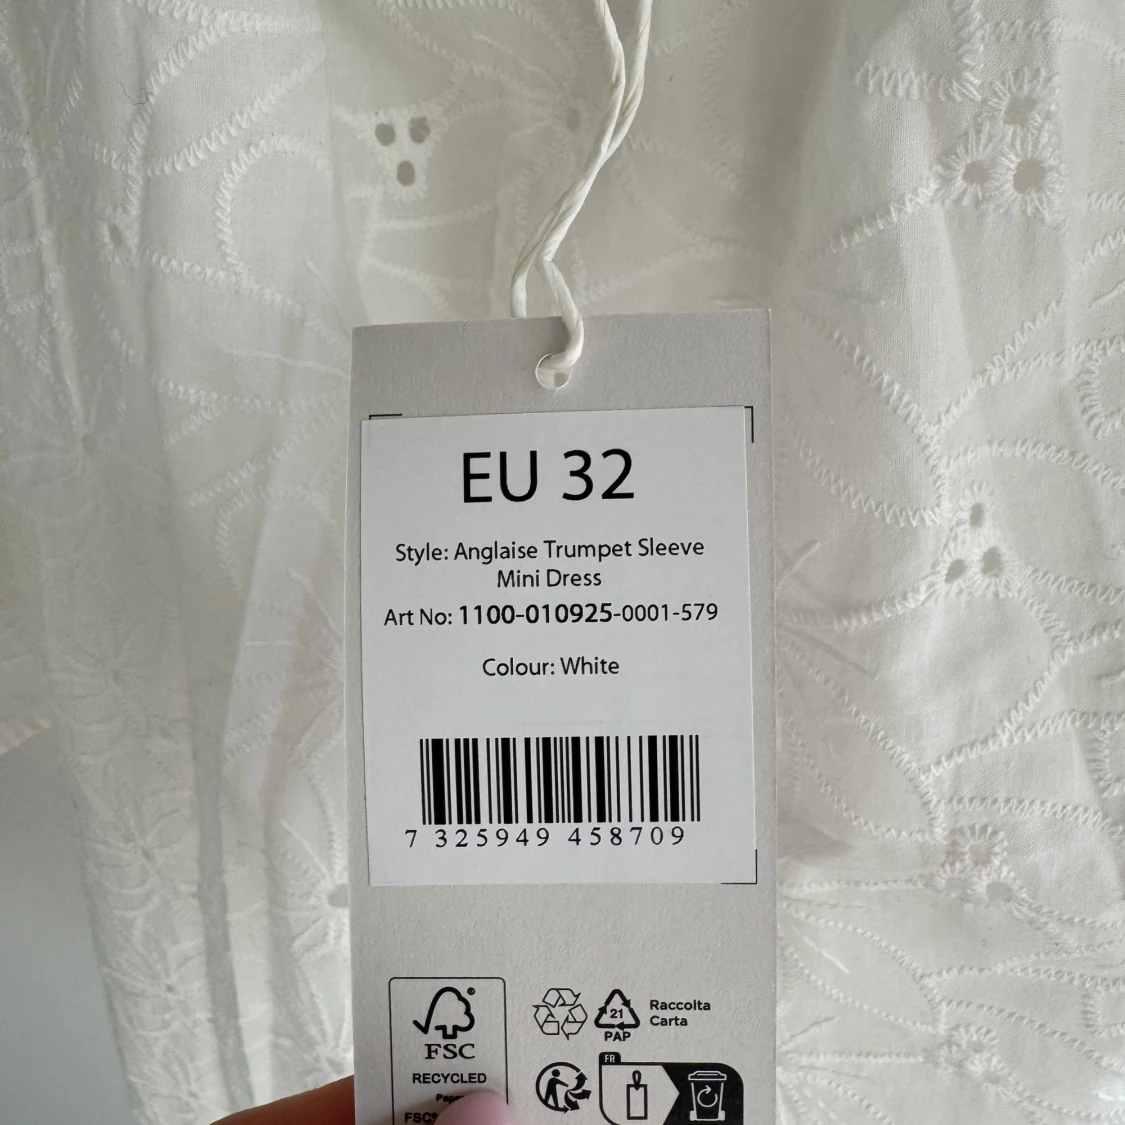 EU 32
Style: Anglaise Trumpet Sleeve
Mini Dress
Art No: 1100-010925-0001-579
Colour: White
7 325949 458709
FSC®
RECYCLED
FSC®
21
PAP
Raccolta
Carta
FR